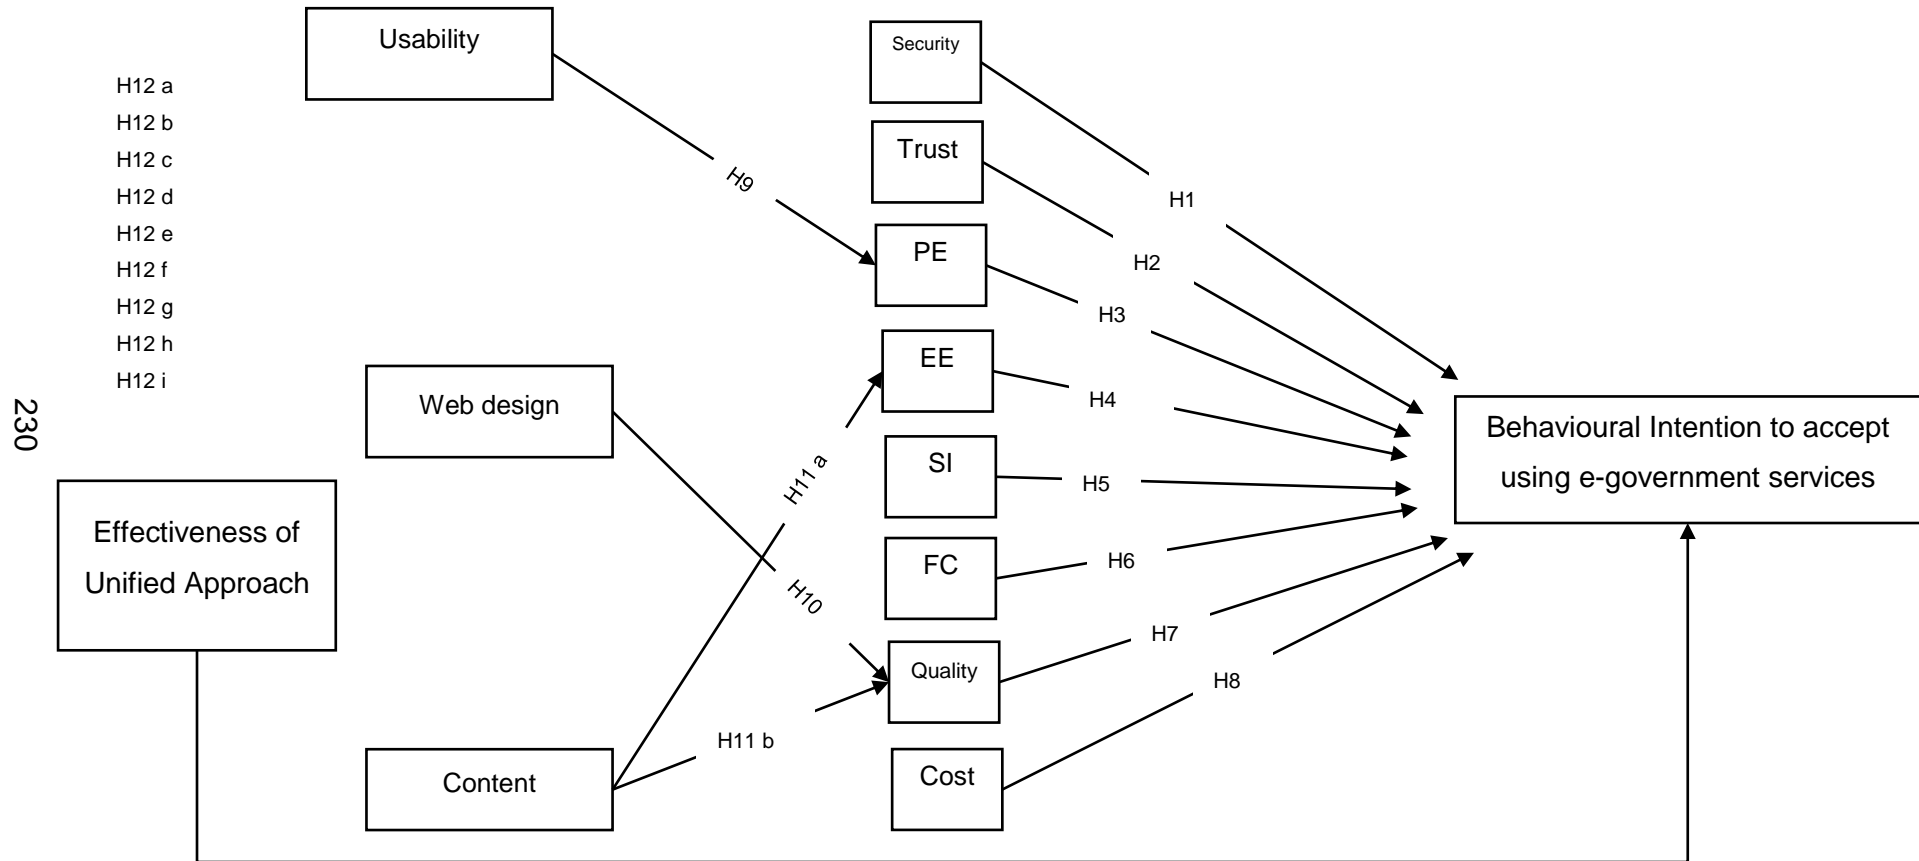 Usability
Security
H12 a
H12 b
H12 c
H12 d
H12 e
H12 f
H12 g
H12 h
H12 i
Trust
H9
H1
PE
H2
H3
EE
Web design
H4
H11 a
SI
H5
Behavioural Intention to accept
using e-government services
230
Effectiveness of
Unified Approach
FC
H6
H10
H7
Quality
H8
H11 b
Content
Cost